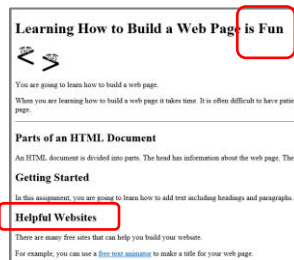 Learning How to Build a Web Page is Fun
You are going to learn how to build a web page.
When you are learning how to build a web page it takes time. It is often difficult to have patie
page.
Parts of an HTML Document
An HTML document is divided into parts. The head has information about the web page. The
Getting Started
In this assignment, you are going to learn how to add text including headings and paragraphs.
Helpful Websites
There are many free sites that can help you build your website.
For example, you can use a free text animator to make a title for your web page.